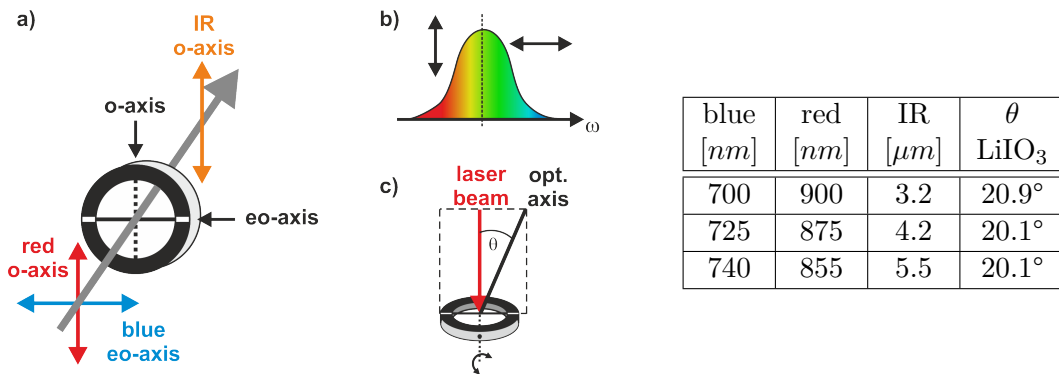 a)
IR
o-axis
o-axis
eo-axis
red
o-axis
blue
eo-axis
b)
ω
c)
laser
beam
opt.
axis
θ
blue red IR θ
[nm] [nm] [μm] LiIO₃
700 900 3.2 20.9°
725 875 4.2 20.1°
740 855 5.5 20.1°